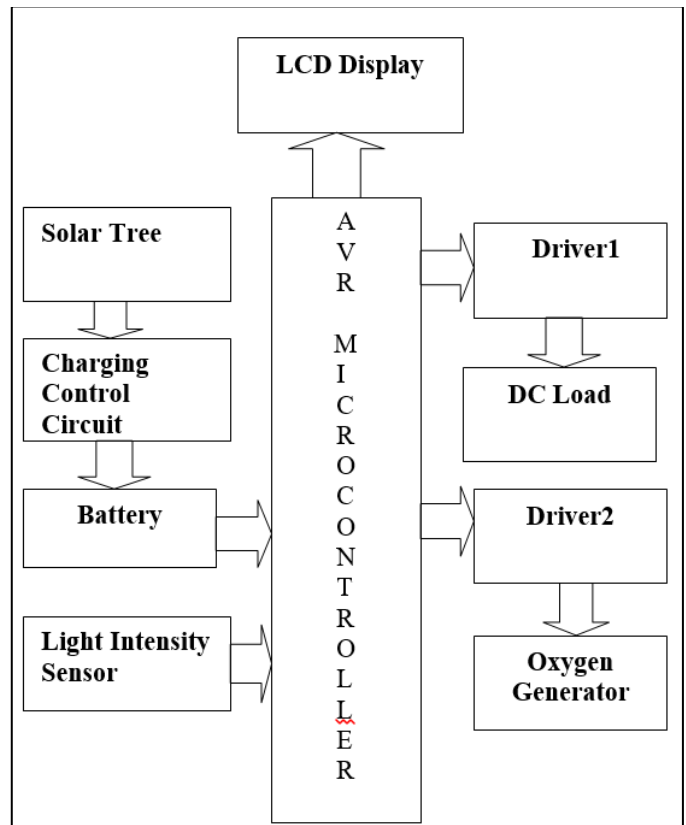 LCD Display
Solar Tree
Charging
Control
Circuit
Battery
Light Intensity
Sensor
A
V
R
M
I
C
R
O
C
O
N
T
R
O
L
L
E
R
Driver1
DC Load
Driver2
Oxygen
Generator